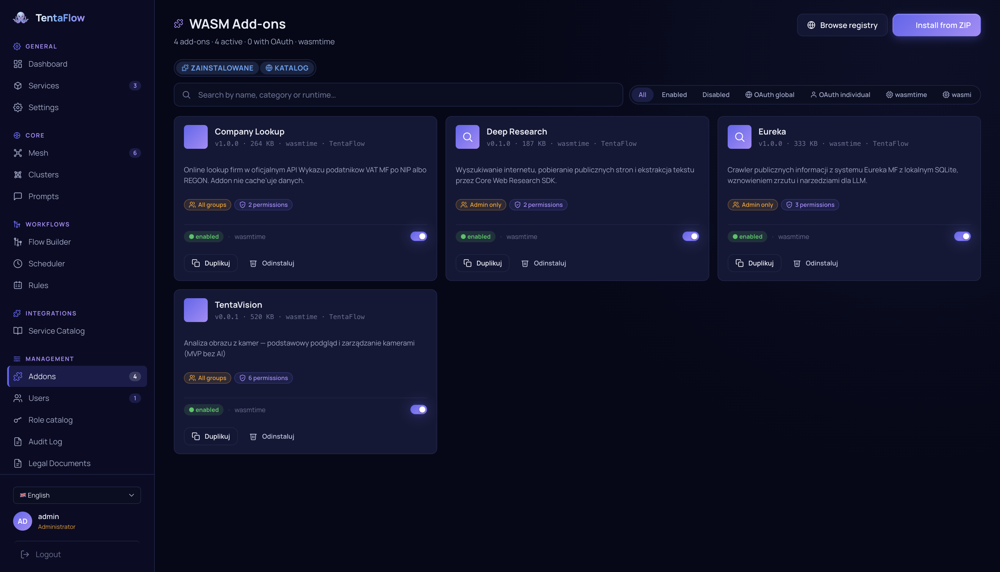 TentaFlow
GENERAL
Dashboard
Services 3
Settings
CORE
Mesh 6
Clusters
Prompts
WORKFLOWS
Flow Builder
Scheduler
Rules
INTEGRATIONS
Service Catalog
MANAGEMENT
Addons 4
Users 1
Role catalog
Audit Log
Legal Documents
English
AD
admin
Administrator
Logout
WASM Add-ons
4 add-ons · 4 active · 0 with OAuth · wasmtime
Browse registry
Install from ZIP
ZAINSTALOWANE KATALOG
Search by name, category or runtime...
All Enabled Disabled OAuth global OAuth individual wasmtime wasmi
Company Lookup
v1.0.0 · 264 KB · wasmtime · TentaFlow
Online lookup firm w oficjalnym API Wykazu podatnikow VAT MF po NIP albo
REGON. Addon nie cache'uje danych.
All groups 2 permissions
enabled · wasmtime
Duplikuj Odinstaluj
Deep Research
v0.1.0 · 187 KB · wasmtime · TentaFlow
Wyszukiwanie internetu, pobieranie publicznych stron i ekstrakcja tekstu
przez Core Web Research SDK.
Admin only 2 permissions
enabled · wasmtime
Duplikuj Odinstaluj
Eureka
v1.0.0 · 333 KB · wasmtime · TentaFlow
Crawler publicznych informacji z systemu Eureka MF z lokalnym SQLite,
wznowieniem zrzutu i narzedziami dla LLM.
Admin only 3 permissions
enabled · wasmtime
Duplikuj Odinstaluj
TentaVision
v0.0.1 · 520 KB · wasmtime · TentaFlow
Analiza obrazu z kamer — podstawowy podgląd i zarządzanie kamerami
(MVP bez AI)
All groups 6 permissions
enabled · wasmtime
Duplikuj Odinstaluj